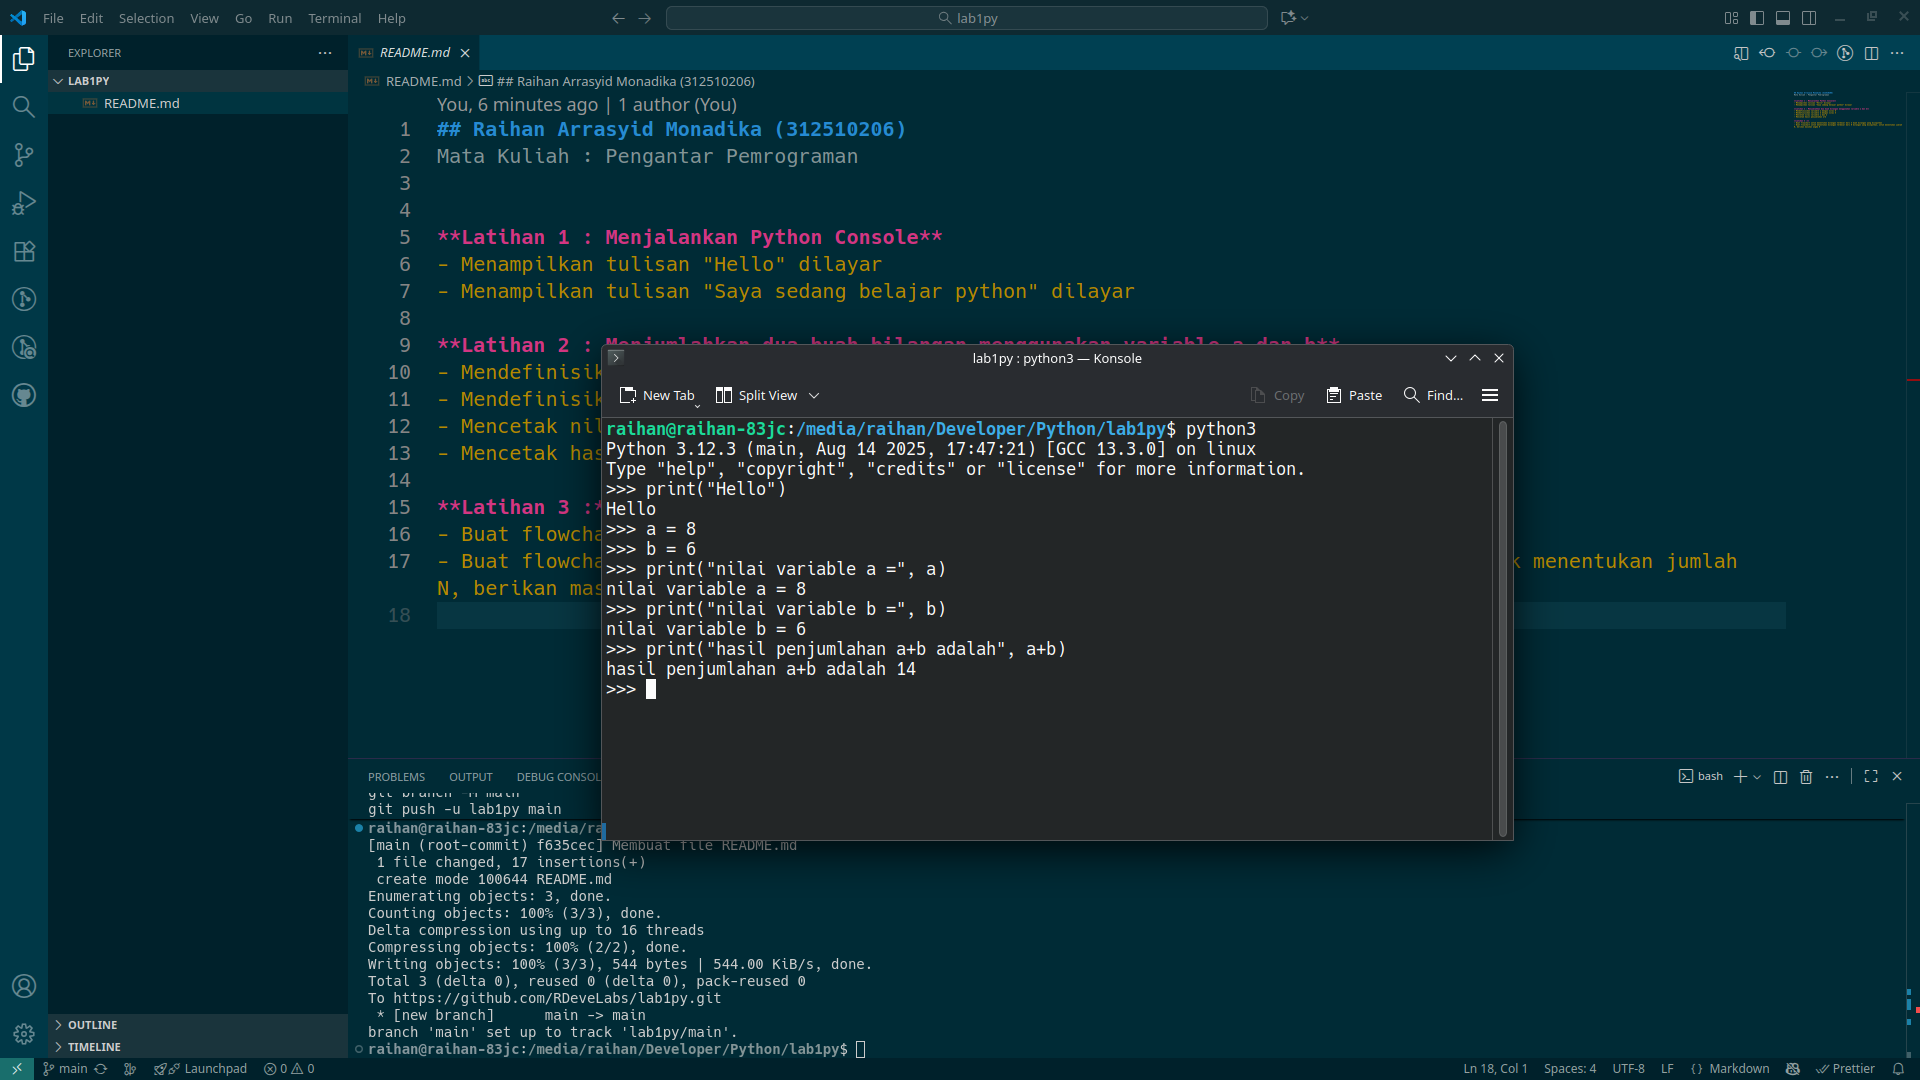 File Edit Selection View Go Run Terminal Help
lab1py
EXPLORER
LAB1PY
README.md
README.md
README.md > ## Raihan Arrasyid Monadika (312510206)
You, 6 minutes ago | 1 author (You)
1 ## Raihan Arrasyid Monadika (312510206)
2 Mata Kuliah : Pengantar Pemrograman
3
4
5 **Latihan 1 : Menjalankan Python Console**
6 - Menampilkan tulisan "Hello" dilayar
7 - Menampilkan tulisan "Saya sedang belajar python" dilayar
8
9 **Latihan 2 : Menjumlahkan dua buah bilangan menggunakan variable a dan b**
10 - Mendefinisik
11 - Mendefinisik
12 - Mencetak nil
13 - Mencetak has
14
15 **Latihan 3 :*
16 - Buat flowcha
17 - Buat flowcha k menentukan jumlah
N, berikan mas
18
lab1py : python3 — Konsole
New Tab Split View Copy Paste Find...
raihan@raihan-83jc:/media/raihan/Developer/Python/lab1py$ python3
Python 3.12.3 (main, Aug 14 2025, 17:47:21) [GCC 13.3.0] on linux
Type "help", "copyright", "credits" or "license" for more information.
>>> print("Hello")
Hello
>>> a = 8
>>> b = 6
>>> print("nilai variable a =", a)
nilai variable a = 8
>>> print("nilai variable b =", b)
nilai variable b = 6
>>> print("hasil penjumlahan a+b adalah", a+b)
hasil penjumlahan a+b adalah 14
>>>
PROBLEMS OUTPUT DEBUG CONSOL
bash
git branch -M main
git push -u lab1py main
raihan@raihan-83jc:/media/ra
[main (root-commit) f635cec] Membuat file README.md
1 file changed, 17 insertions(+)
create mode 100644 README.md
Enumerating objects: 3, done.
Counting objects: 100% (3/3), done.
Delta compression using up to 16 threads
Compressing objects: 100% (2/2), done.
Writing objects: 100% (3/3), 544 bytes | 544.00 KiB/s, done.
Total 3 (delta 0), reused 0 (delta 0), pack-reused 0
To https://github.com/RDeveLabs/lab1py.git
* [new branch] main -> main
branch 'main' set up to track 'lab1py/main'.
raihan@raihan-83jc:/media/raihan/Developer/Python/lab1py$
OUTLINE
TIMELINE
main Launchpad 0 0 Ln 18, Col 1 Spaces: 4 UTF-8 LF {} Markdown Prettier